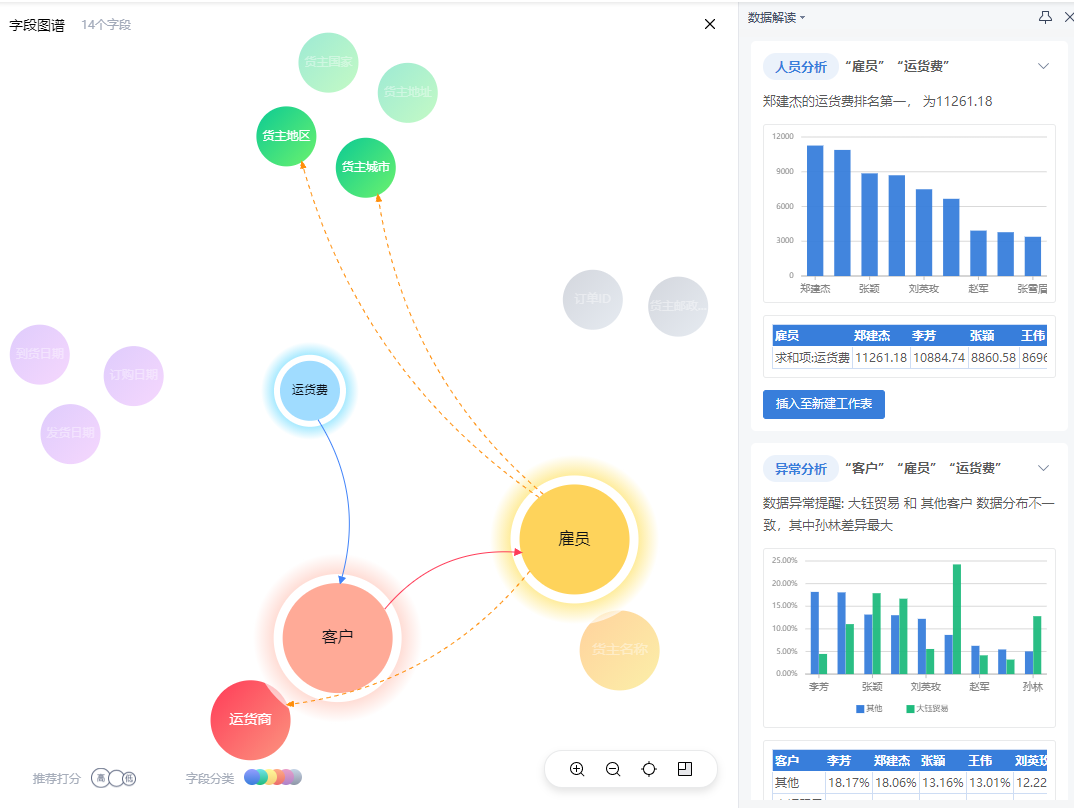 字段图谱 14个字段
货主国家
货主地址
货主地区
货主城市
订单ID
货主邮政...
到货日期
订购日期
发货日期
运货费
雇员
客户
货主名称
运货商
推荐打分 高 低
字段分类
数据解读
人员分析 “雇员” “运货费”
郑建杰的运货费排名第一， 为11261.18
12000
9000
6000
3000
0
郑建杰 张颖 刘英玫 赵军 张雪眉
雇员 郑建杰 李芳 张颖 王伟
求和项:运货费 11261.18 10884.74 8860.58 8696
插入至新建工作表
异常分析 “客户” “雇员” “运货费”
数据异常提醒: 大钰贸易 和 其他客户 数据分布不一
致，其中孙林差异最大
25.00%
20.00%
15.00%
10.00%
5.00%
0.00%
李芳 张颖 刘英玫 赵军 孙林
其他 大钰贸易
客户 李芳 郑建杰 张颖 王伟 刘英玫
其他 18.17% 18.06% 13.16% 13.01% 12.22